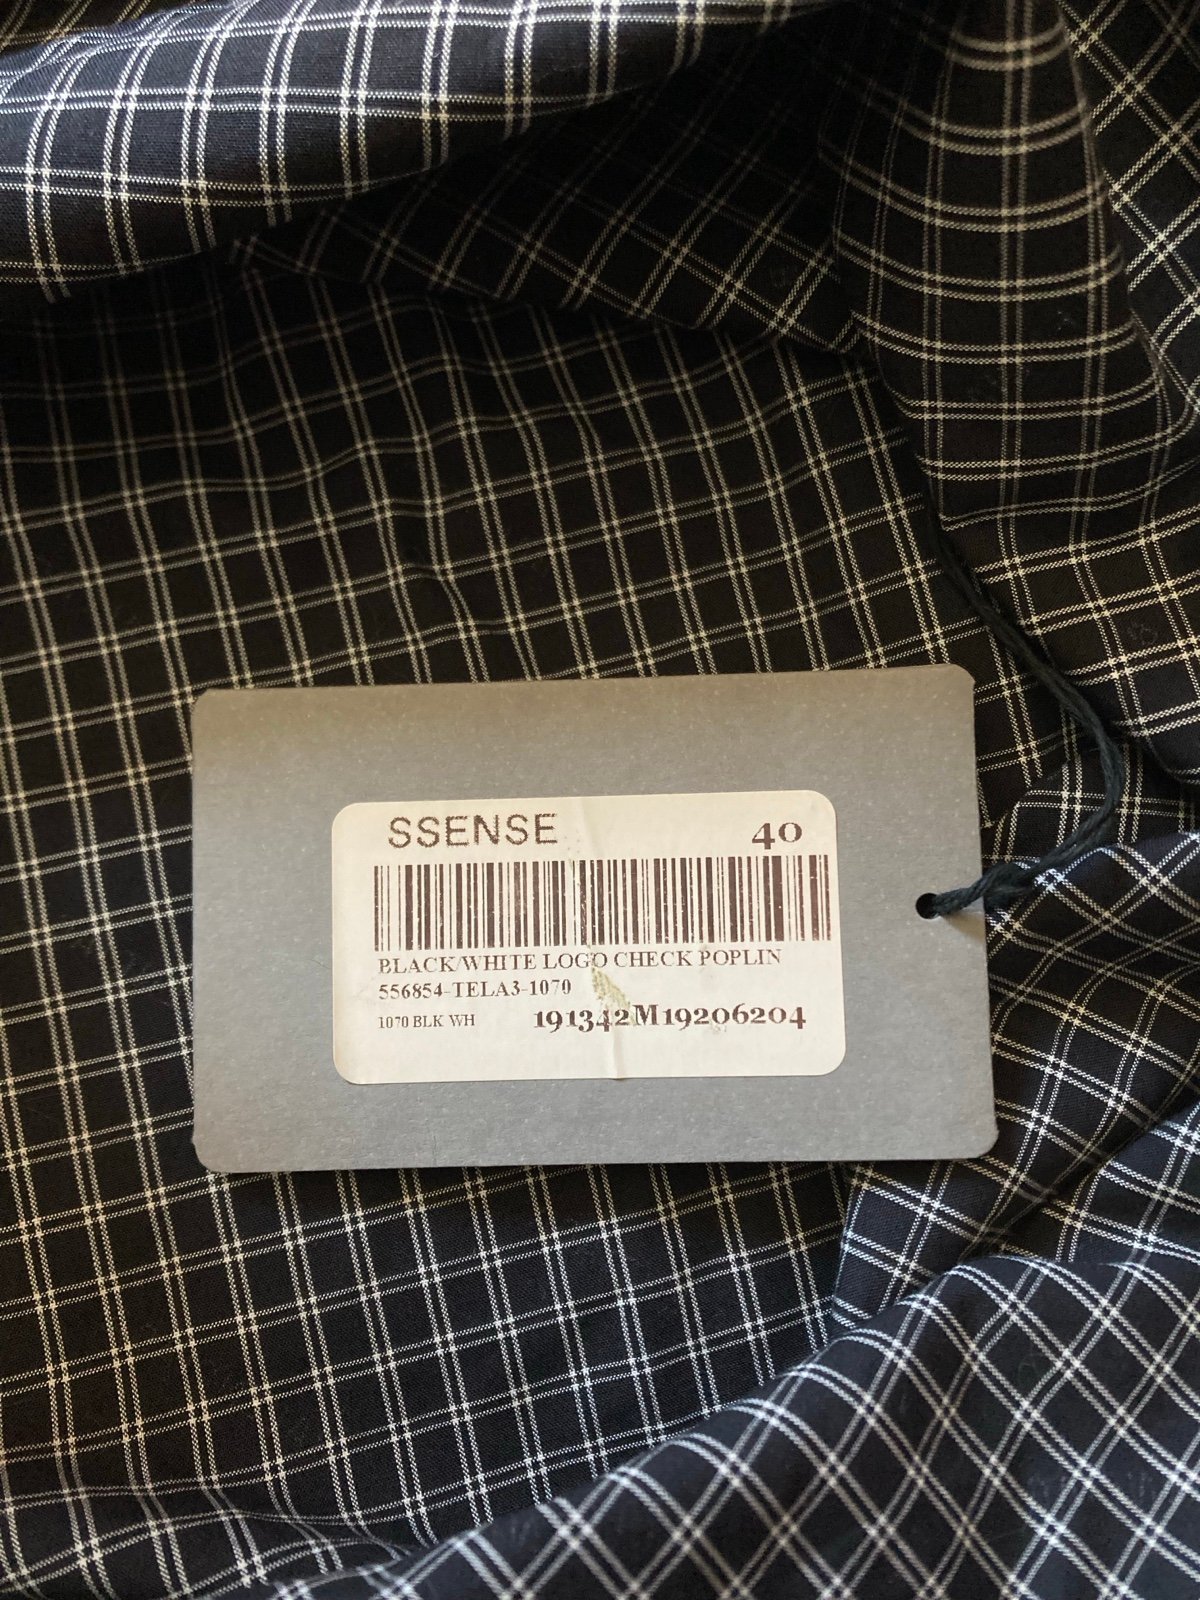 SSENSE 40
BLACK/WHITE LOGO CHECK POPLIN
556854-TELA3-1070
1070 BLK WH 191342M19206204